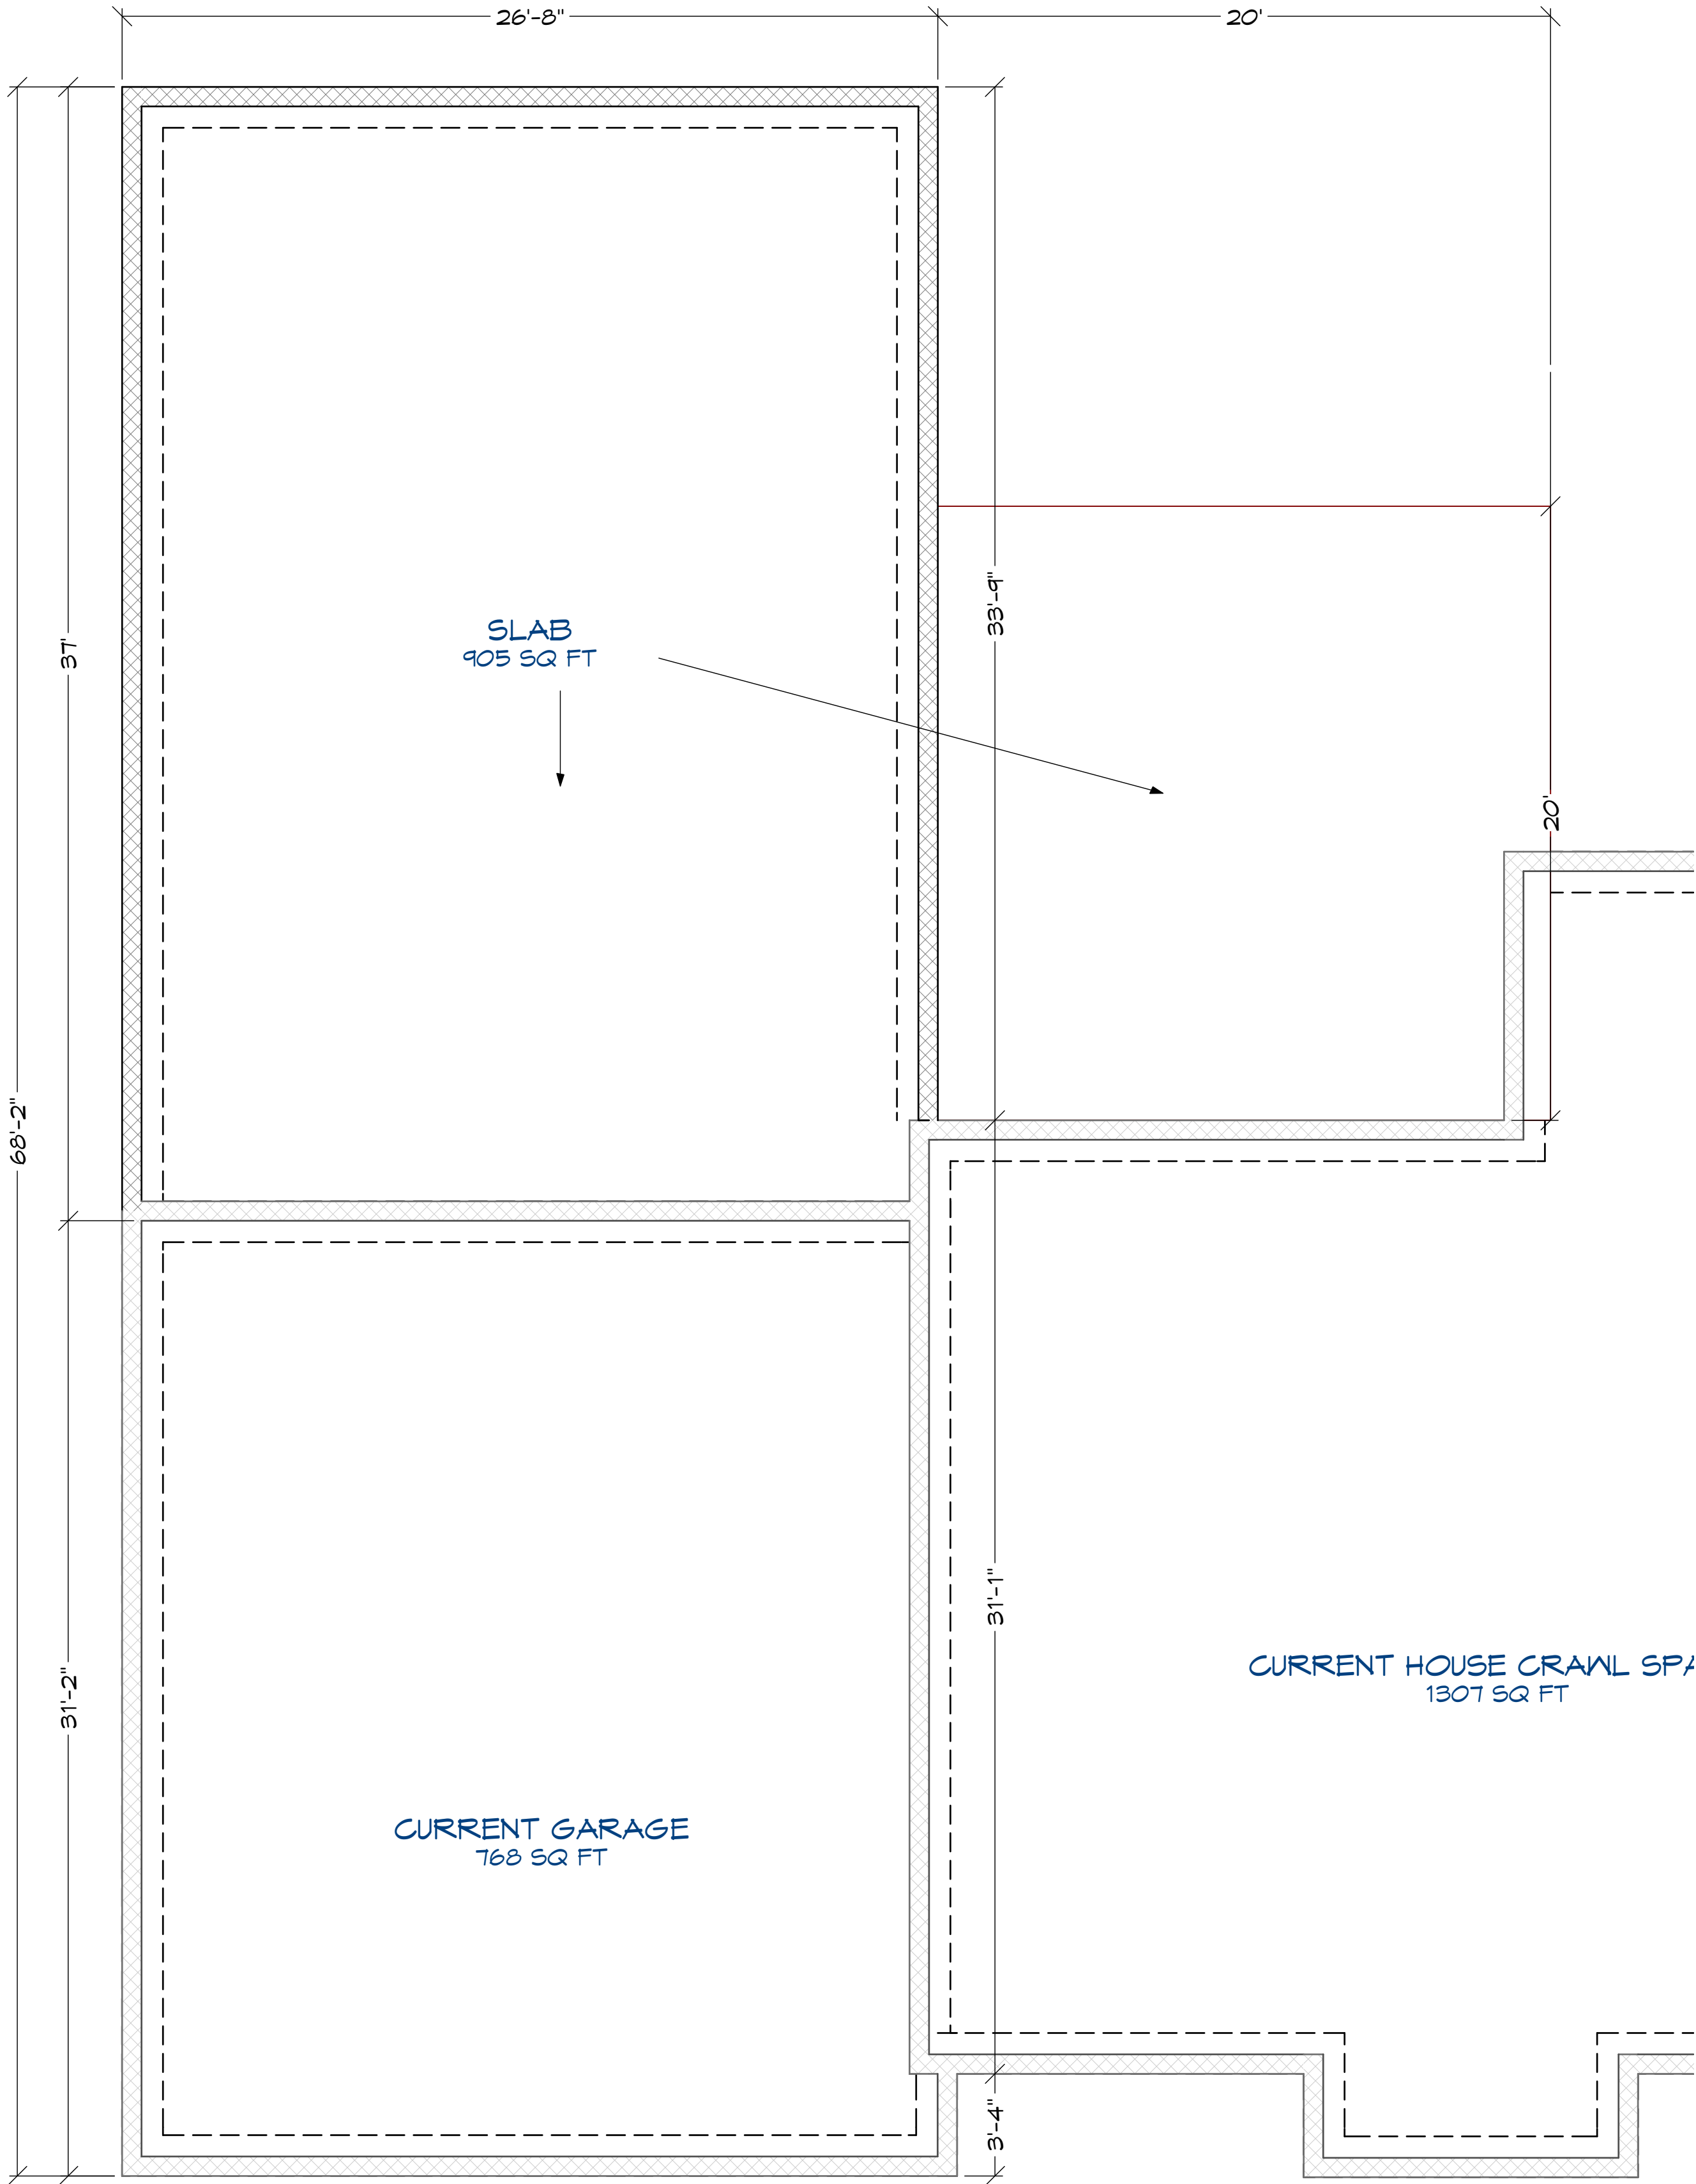 26'-8"
20'
33'-9"
SLAB
905 SQ FT
37'
20'
68'-2"
31'-1"
31'-2"
CURRENT HOUSE CRAWL SPA
1307 SQ FT
CURRENT GARAGE
768 SQ FT
3'-4"